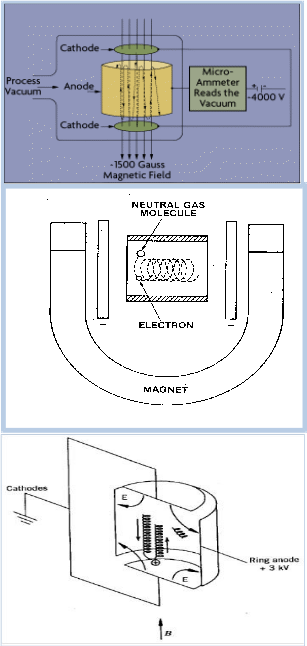 Cathode
Process
Vacuum
Anode
Micro-
Ammeter
Reads the
Vacuum
+
-4000 V
Cathode
~1500 Gauss
Magnetic Field
NEUTRAL GAS
MOLECULE
−
−
ELECTRON
MAGNET
Cathodes
E
E
Ring anode
+ 3 kV
B